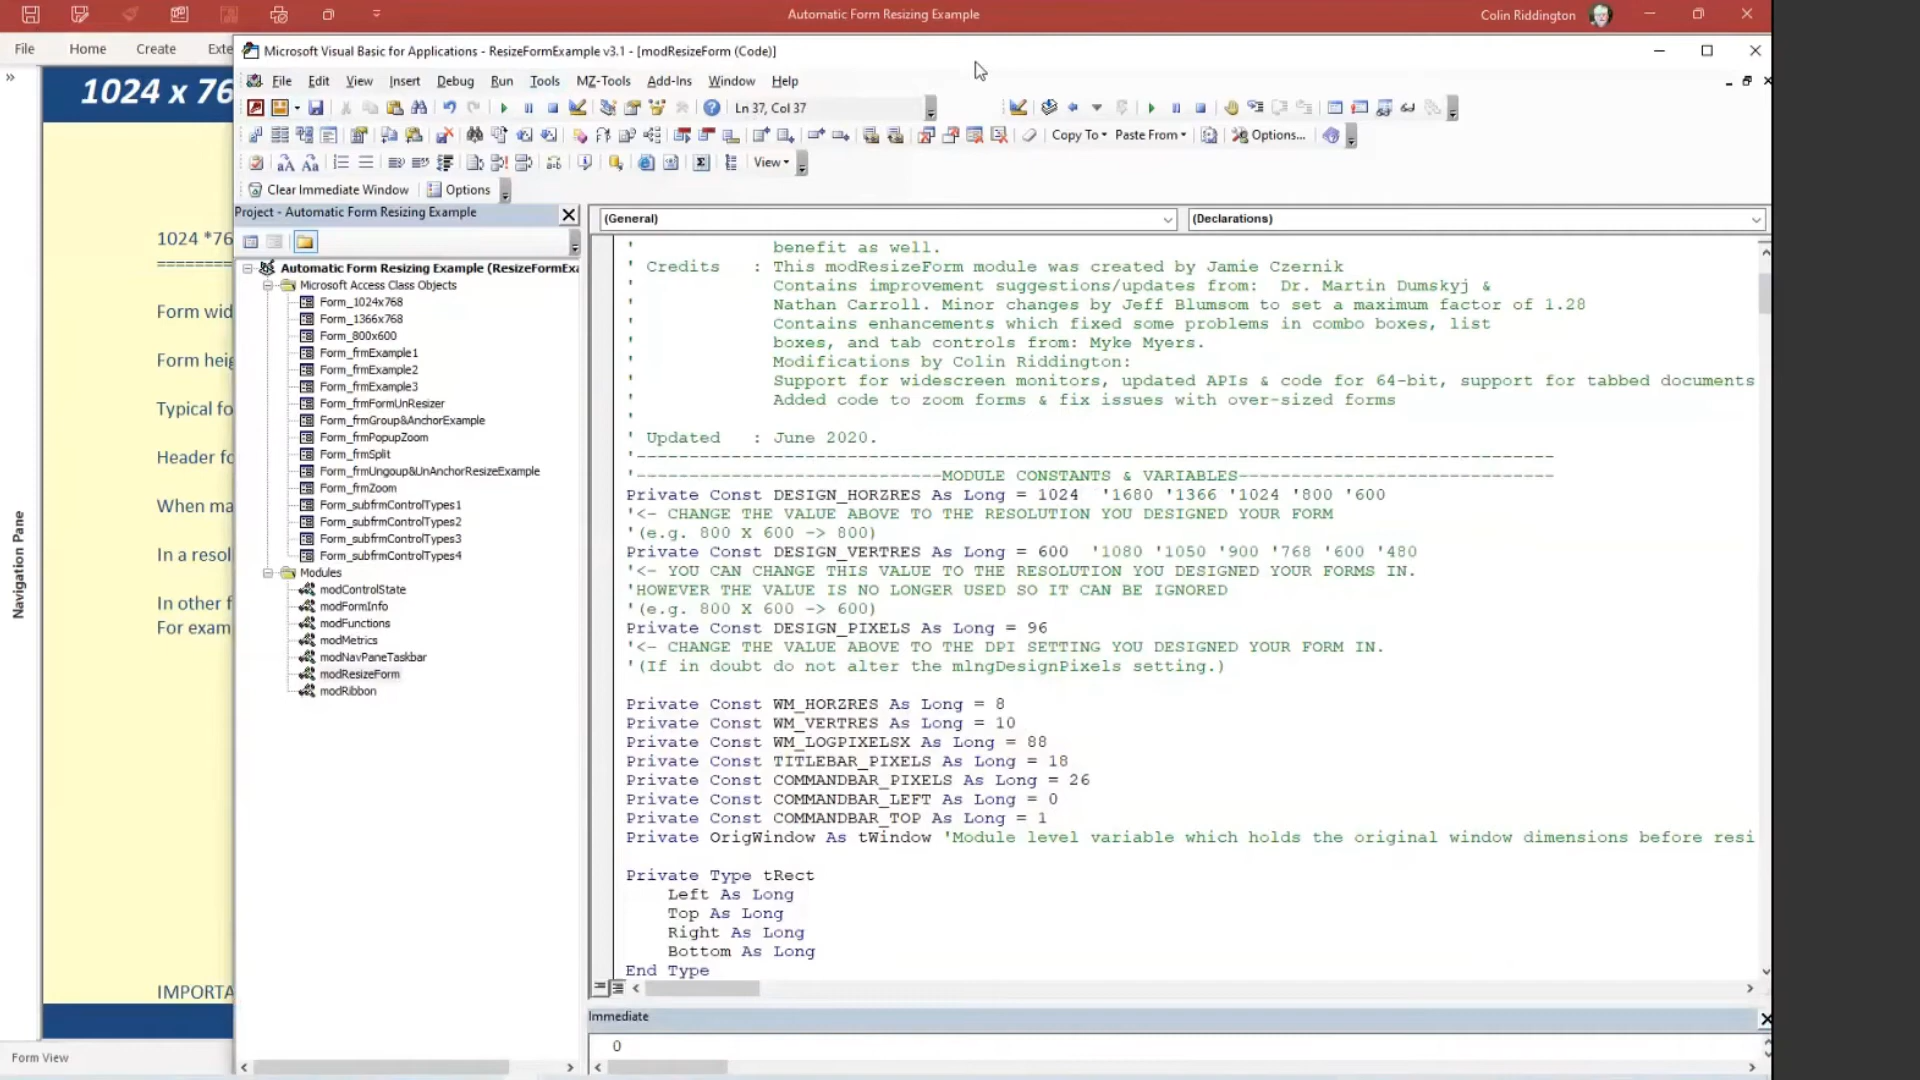 Automatic Form Resizing Example
Colin Riddington
File Home Create Exte
1024 x 76
1024 *76
====================
Form wid
Form heig
Typical fo
Header fo
When ma
In a resol
In other f
For exam
IMPORTA
Navigation Pane
Form View
Microsoft Visual Basic for Applications - ResizeFormExample v3.1 - [modResizeForm (Code)]
File Edit View Insert Debug Run Tools MZ-Tools Add-Ins Window Help
Ln 37, Col 37
Copy To Paste From Options...
View
Clear Immediate Window Options
Project - Automatic Form Resizing Example
Automatic Form Resizing Example (ResizeFormExa
Microsoft Access Class Objects
Form_1024x768
Form_1366x768
Form_800x600
Form_frmExample1
Form_frmExample2
Form_frmExample3
Form_frmFormUnResizer
Form_frmGroup&AnchorExample
Form_frmPopupZoom
Form_frmSplit
Form_frmUngoup&UnAnchorResizeExample
Form_frmZoom
Form_subfrmControlTypes1
Form_subfrmControlTypes2
Form_subfrmControlTypes3
Form_subfrmControlTypes4
Modules
modControlState
modFormInfo
modFunctions
modMetrics
modNavPaneTaskbar
modResizeForm
modRibbon
(General) (Declarations)
' benefit as well.
' Credits : This modResizeForm module was created by Jamie Czernik
' Contains improvement suggestions/updates from: Dr. Martin Dumskyj &
' Nathan Carroll. Minor changes by Jeff Blumsom to set a maximum factor of 1.28
' Contains enhancements which fixed some problems in combo boxes, list
' boxes, and tab controls from: Myke Myers.
' Modifications by Colin Riddington:
' Support for widescreen monitors, updated APIs & code for 64-bit, support for tabbed documents
' Added code to zoom forms & fix issues with over-sized forms
'
' Updated : June 2020.
'---------------------------------------------------------------------------------------
'-----------------------------MODULE CONSTANTS & VARIABLES------------------------------
Private Const DESIGN_HORZRES As Long = 1024 '1680 '1366 '1024 '800 '600
'<- CHANGE THE VALUE ABOVE TO THE RESOLUTION YOU DESIGNED YOUR FORM
'(e.g. 800 X 600 -> 800)
Private Const DESIGN_VERTRES As Long = 600 '1080 '1050 '900 '768 '600 '480
'<- YOU CAN CHANGE THIS VALUE TO THE RESOLUTION YOU DESIGNED YOUR FORMS IN.
'HOWEVER THE VALUE IS NO LONGER USED SO IT CAN BE IGNORED
'(e.g. 800 X 600 -> 600)
Private Const DESIGN_PIXELS As Long = 96
'<- CHANGE THE VALUE ABOVE TO THE DPI SETTING YOU DESIGNED YOUR FORM IN.
'(If in doubt do not alter the mlngDesignPixels setting.)
Private Const WM_HORZRES As Long = 8
Private Const WM_VERTRES As Long = 10
Private Const WM_LOGPIXELSX As Long = 88
Private Const TITLEBAR_PIXELS As Long = 18
Private Const COMMANDBAR_PIXELS As Long = 26
Private Const COMMANDBAR_LEFT As Long = 0
Private Const COMMANDBAR_TOP As Long = 1
Private OrigWindow As tWindow 'Module level variable which holds the original window dimensions before resi
Private Type tRect
Left As Long
Top As Long
Right As Long
Bottom As Long
End Type
Immediate
0